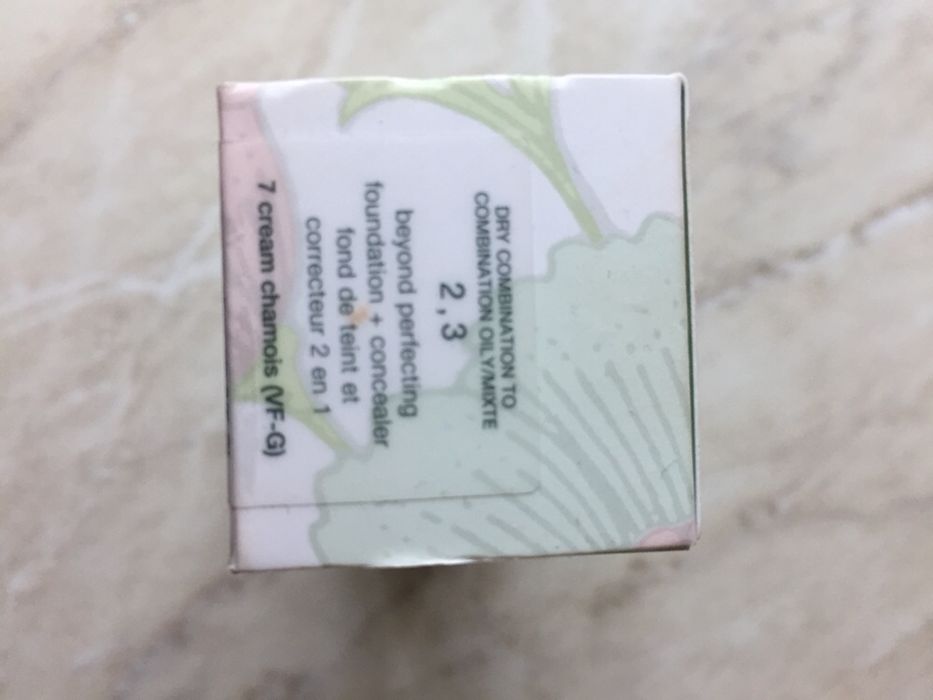 DRY COMBINATION TO
COMBINATION OILY/MIXTE
2,3
beyond perfecting
foundation + concealer
fond de teint et
correcteur 2 en 1
7 cream chamois (VF-G)